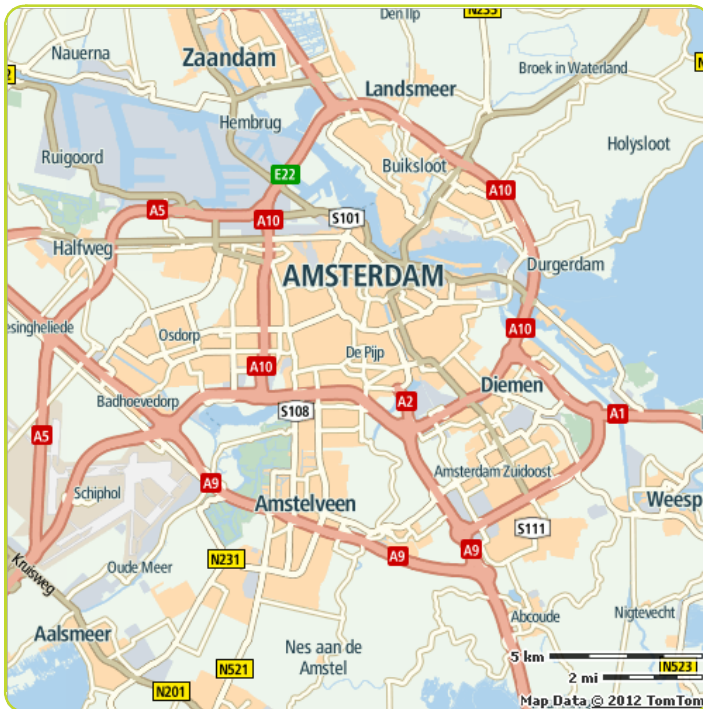 Den Ilp
N235
Nauerna
Zaandam
Broek in Waterland
Landsmeer
Hembrug
Holysloot
Ruigoord
Buiksloot
E22
A10
A5
A10
S101
Halfweg
Durgerdam
AMSTERDAM
esingheliede
Osdorp
A10
De Pijp
A10
Diemen
Badhoevedorp
A2
S108
A1
A5
Amsterdam Zuidoost
A9
Schiphol
Weesp
Amstelveen
S111
A9
A9
N231
Kruisweg
Oude Meer
Abcoude
Nigtevecht
Aalsmeer
Nes aan de
Amstel
5 km
N521
N523
2 mi
N201
Map Data © 2012 TomTom